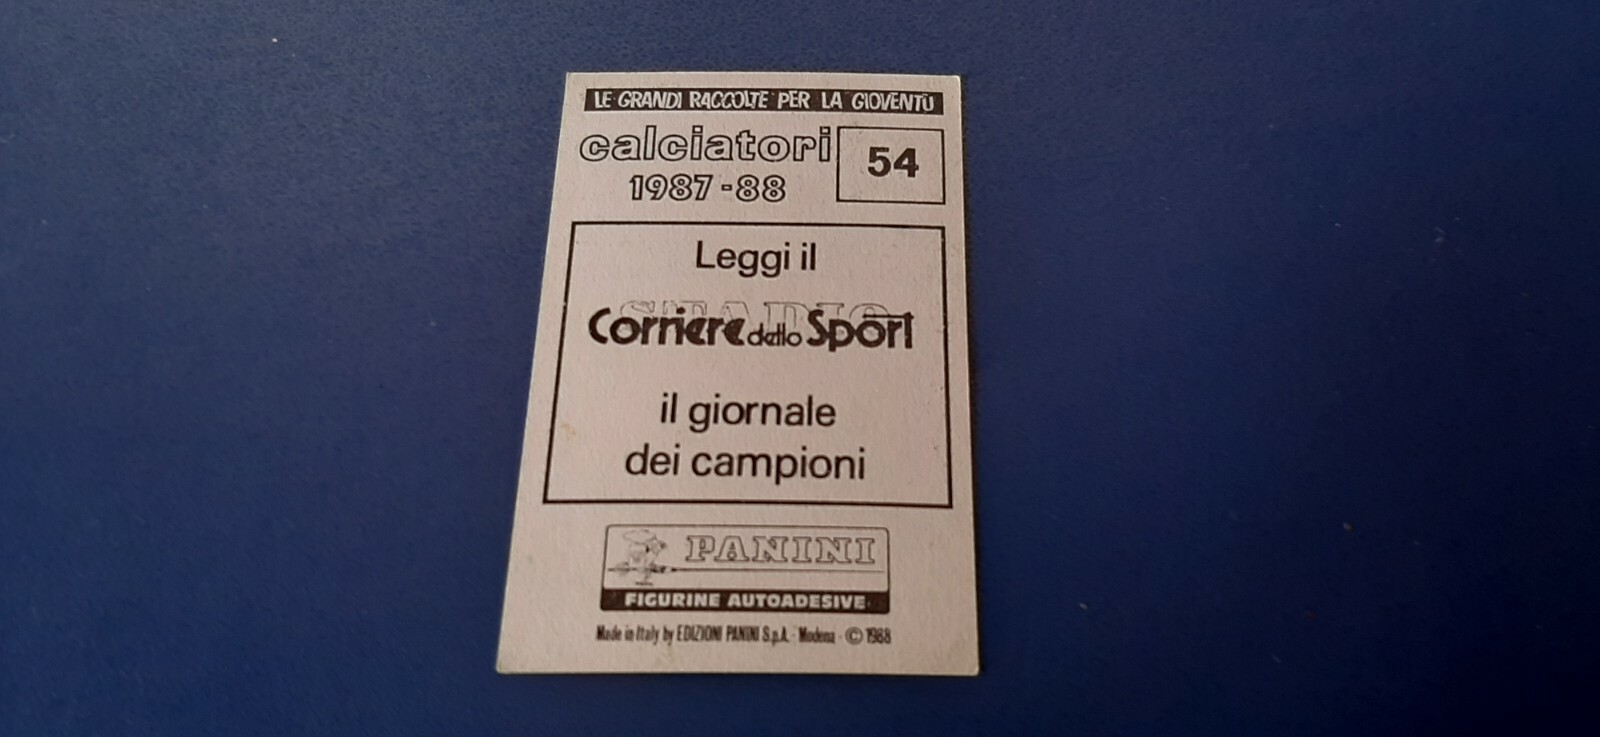 LE GRANDI RACCOLTE PER LA GIOVENTÙ
calciatori
1987-88
54
Leggi il
STADIO
Corriere dello Sport
il giornale
dei campioni
PANINI
FIGURINE AUTOADESIVE
Made in Italy by EDIZIONI PANINI S.p.A. - Modena - © 1988